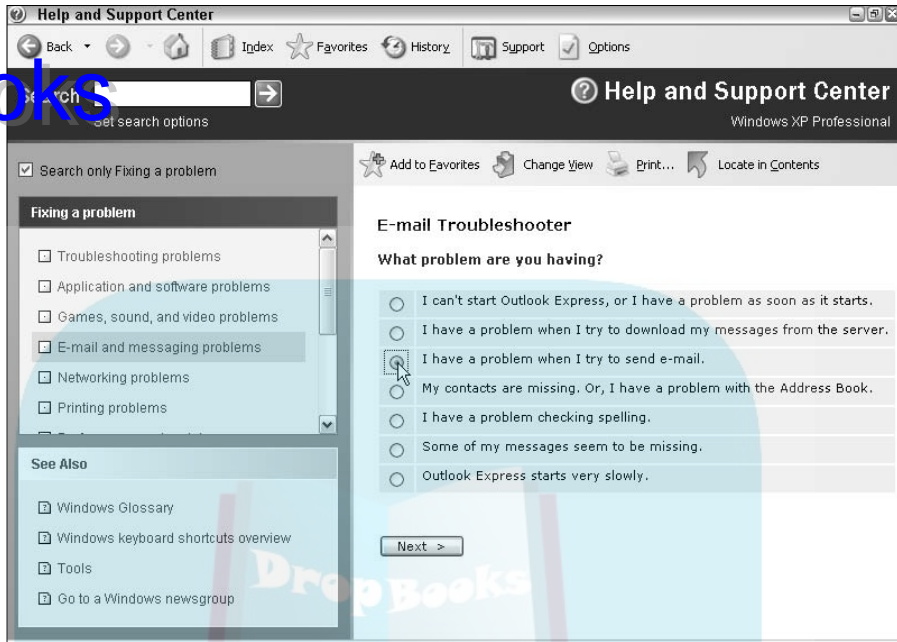 Help and Support Center
Back Index Favorites History Support Options
Search
Set search options
Help and Support Center
Windows XP Professional
Search only Fixing a problem
Add to Favorites Change View Print... Locate in Contents
Fixing a problem
Troubleshooting problems
Application and software problems
Games, sound, and video problems
E-mail and messaging problems
Networking problems
Printing problems
See Also
Windows Glossary
Windows keyboard shortcuts overview
Tools
Go to a Windows newsgroup
E-mail Troubleshooter
What problem are you having?
I can't start Outlook Express, or I have a problem as soon as it starts.
I have a problem when I try to download my messages from the server.
I have a problem when I try to send e-mail.
My contacts are missing. Or, I have a problem with the Address Book.
I have a problem checking spelling.
Some of my messages seem to be missing.
Outlook Express starts very slowly.
Next >
DropBooks